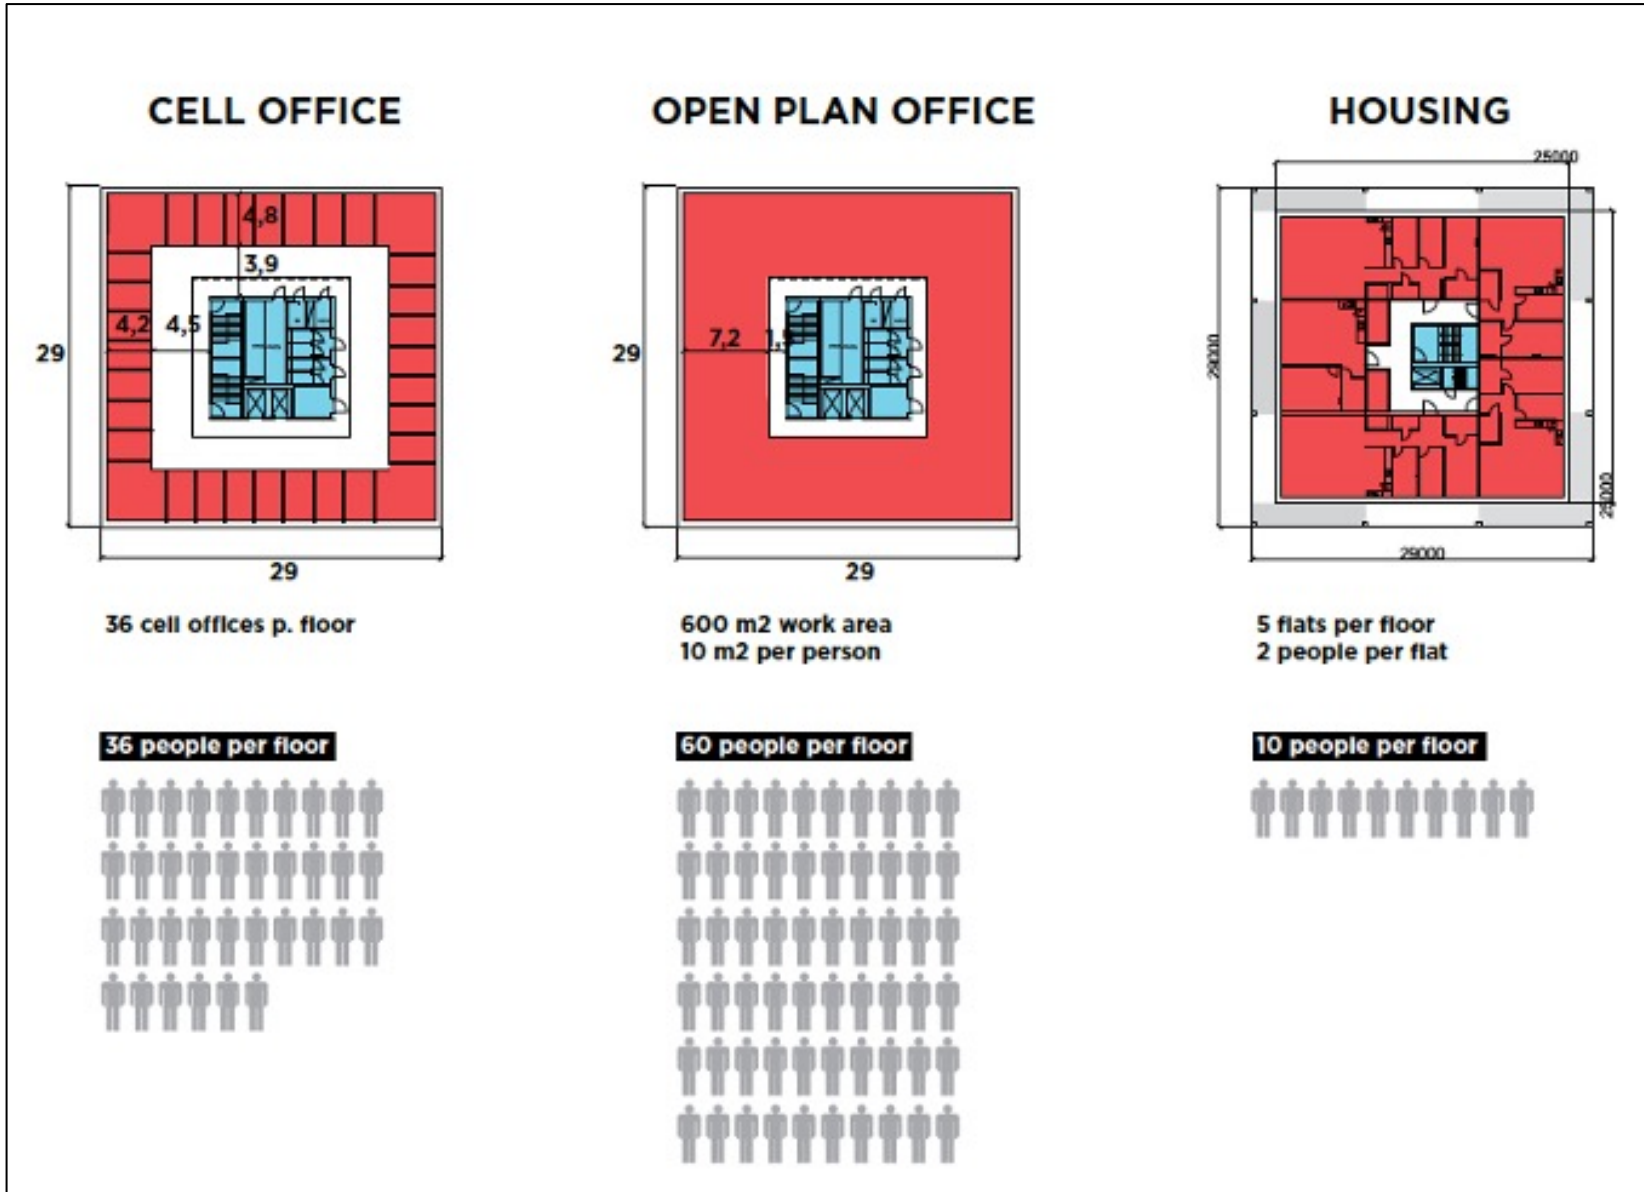 CELL OFFICE
4,8
3,9
4,2
4,5
29
29
36 cell offices p. floor
36 people per floor
OPEN PLAN OFFICE
7,2
29
29
600 m2 work area
10 m2 per person
60 people per floor
HOUSING
25000
29000
25000
29000
5 flats per floor
2 people per flat
10 people per floor